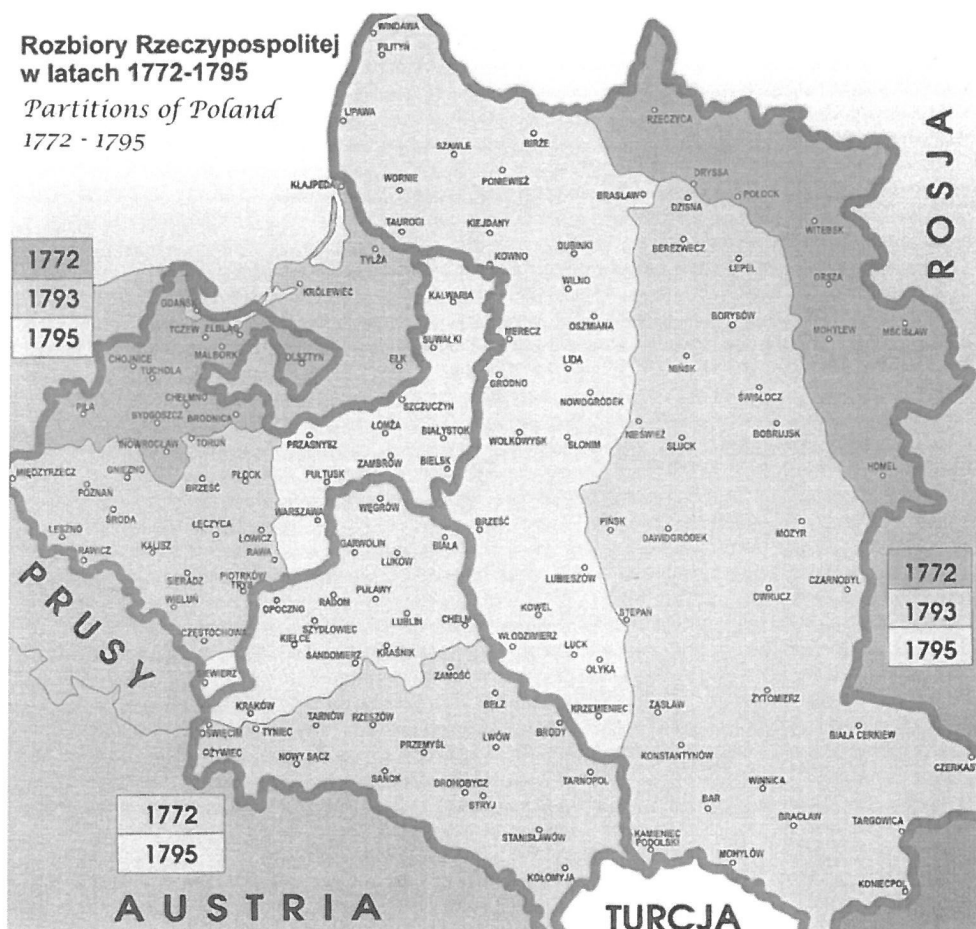 Rozbiory Rzeczypospolitej
w latach 1772-1795
Partitions of Poland
1772 - 1795
WINDAWA
PILITYŃ
LIPAWA
SZAWLE
BIRŻE
RZECZYCA
WORNIE
PONIEWIEŻ
KŁAJPEDA
BRASŁAW
DRYSSA
DZISNA
POŁOCK
TAUROGI
KIEJDANY
WITEBSK
ROSJA
TYLŻA
KOWNO
DUBINKI
BEREZWECZ
LEPEL
1772
1793
1795
KRÓLEWIEC
KALWARIA
WILNO
ORSZA
GDAŃSK
TCZEW
ELBLĄG
MALBORK
OLSZTYN
SUWAŁKI
MERECZ
OSZMIANA
BORYSÓW
MOHYLEW
MŚCISŁAW
CHOJNICE
TUCHOLA
EŁK
LIDA
MIŃSK
CHEŁMNO
GRODNO
NOWOGRÓDEK
ŚWISŁOCZ
PIŁA
BYDGOSZCZ
BRODNICA
SZCZUCZYN
ŁOMŻA
BIAŁYSTOK
WOŁKOWYSK
SŁONIM
NIEŚWIEŻ
SŁUCK
BOBRUJSK
INOWROCŁAW
TORUŃ
PRZASNYSZ
ZAMBRÓW
BIELSK
HOMEL
MIĘDZYRZECZ
GNIEZNO
POZNAŃ
BRZEŚĆ
PŁOCK
PUŁTUSK
WĘGRÓW
LESZNO
ŚRODA
ŁĘCZYCA
ŁOWICZ
WARSZAWA
BRZEŚĆ
PIŃSK
DAWIDGRÓDEK
MOZYR
RAWICZ
KALISZ
RAWA
GARWOLIN
ŁUKOW
BIAŁA
SIERADZ
PIOTRKÓW
TRYB.
LUBIESZÓW
CZARNOBYL
1772
1793
1795
PRUSY
WIELUŃ
OPOCZNO
RADOM
PUŁAWY
LUBLIN
CHEŁM
KOWEL
STEPAŃ
OWRUCZ
SZYDŁOWIEC
CZĘSTOCHOWA
KIELCE
SANDOMIERZ
KRAŚNIK
WŁODZIMIERZ
ŁUCK
OŁYKA
SIEWIERZ
ZAMOŚĆ
BEŁZ
ŻYTOMIERZ
KRAKÓW
KRZEMIENIEC
ZASŁAW
OŚWIĘCIM
TYNIEC
TARNÓW
RZESZÓW
BRODY
BIAŁA CERKIEW
OŻYWIEC
NOWY SĄCZ
PRZEMYŚL
LWÓW
KONSTANTYNÓW
CZERKAS
SANOK
DROHOBYCZ
STRYJ
TARNOPOL
WINNICA
BAR
BRACŁAW
TARGOWICA
1772
1795
STANISŁAWÓW
KAMIENIEC
PODOLSKI
MOHYLÓW
KOŁOMYJA
KONIECPOL
AUSTRIA
TURCJA